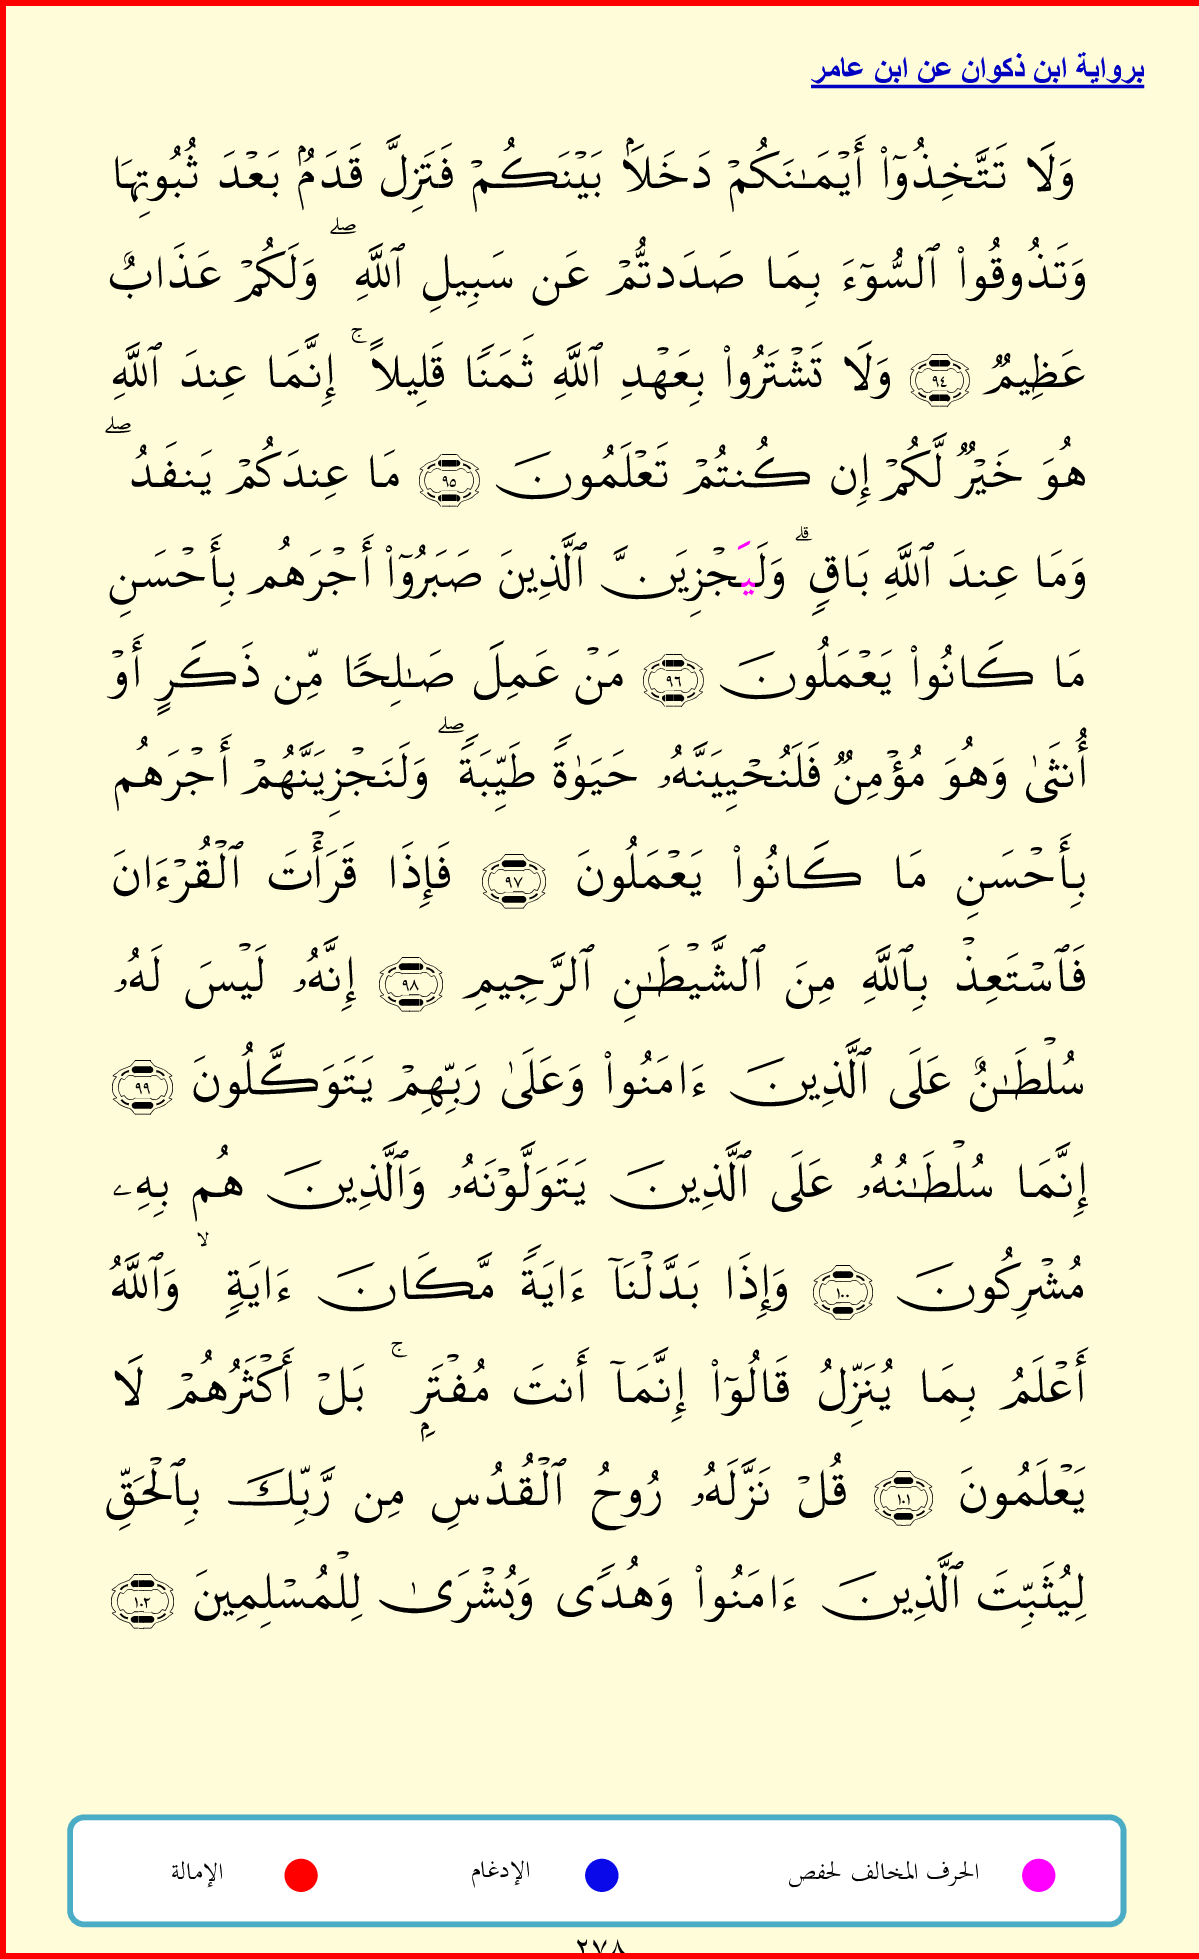 برواية ابن ذكوان عن ابن عامر
وَلَا تَتَّخِذُوٓا۟ أَيۡمَـٰنَكُمۡ دَخَلَۢا بَيۡنَكُمۡ فَتَزِلَّ قَدَمُۢ بَعۡدَ ثُبُوتِهَا
وَتَذُوقُوا۟ ٱلسُّوٓءَ بِمَا صَدَدتُّمۡ عَن سَبِيلِ ٱللَّهِ ۖ وَلَكُمۡ عَذَابٌ
عَظِيمٌ ٩٤ وَلَا تَشۡتَرُوا۟ بِعَهۡدِ ٱللَّهِ ثَمَنًا قَلِيلًا ۚ إِنَّمَا عِندَ ٱللَّهِ
هُوَ خَيۡرٌ لَّكُمۡ إِن كُنتُمۡ تَعۡلَمُونَ ٩٥ مَا عِندَكُمۡ يَنفَدُ ۖ
وَمَا عِندَ ٱللَّهِ بَاقٍ ۗ وَلَيَجۡزِيَنَّ ٱلَّذِينَ صَبَرُوٓا۟ أَجۡرَهُم بِأَحۡسَنِ
مَا كَانُوا۟ يَعۡمَلُونَ ٩٦ مَنۡ عَمِلَ صَـٰلِحًا مِّن ذَكَرٍ أَوۡ
أُنثَىٰ وَهُوَ مُؤۡمِنٌ فَلَنُحۡيِيَنَّهُۥ حَيَوٰةً طَيِّبَةً ۖ وَلَنَجۡزِيَنَّهُمۡ أَجۡرَهُم
بِأَحۡسَنِ مَا كَانُوا۟ يَعۡمَلُونَ ٩٧ فَإِذَا قَرَأۡتَ ٱلۡقُرۡءَانَ
فَٱسۡتَعِذۡ بِٱللَّهِ مِنَ ٱلشَّيۡطَـٰنِ ٱلرَّجِيمِ ٩٨ إِنَّهُۥ لَيۡسَ لَهُۥ
سُلۡطَـٰنٌ عَلَى ٱلَّذِينَ ءَامَنُوا۟ وَعَلَىٰ رَبِّهِمۡ يَتَوَكَّلُونَ ٩٩
إِنَّمَا سُلۡطَـٰنُهُۥ عَلَى ٱلَّذِينَ يَتَوَلَّوۡنَهُۥ وَٱلَّذِينَ هُم بِهِۦ
مُشۡرِكُونَ ١٠٠ وَإِذَا بَدَّلۡنَآ ءَايَةً مَّكَانَ ءَايَةٍ ۙ وَٱللَّهُ
أَعۡلَمُ بِمَا يُنَزِّلُ قَالُوٓا۟ إِنَّمَآ أَنتَ مُفۡتَرِۭ ۚ بَلۡ أَكۡثَرُهُمۡ لَا
يَعۡلَمُونَ ١٠١ قُلۡ نَزَّلَهُۥ رُوحُ ٱلۡقُدُسِ مِن رَّبِّكَ بِٱلۡحَقِّ
لِيُثَبِّتَ ٱلَّذِينَ ءَامَنُوا۟ وَهُدًى وَبُشۡرَىٰ لِلۡمُسۡلِمِينَ ١٠٢
الحرف المخالف لحفص الإدغام الإمالة
٢٧٨